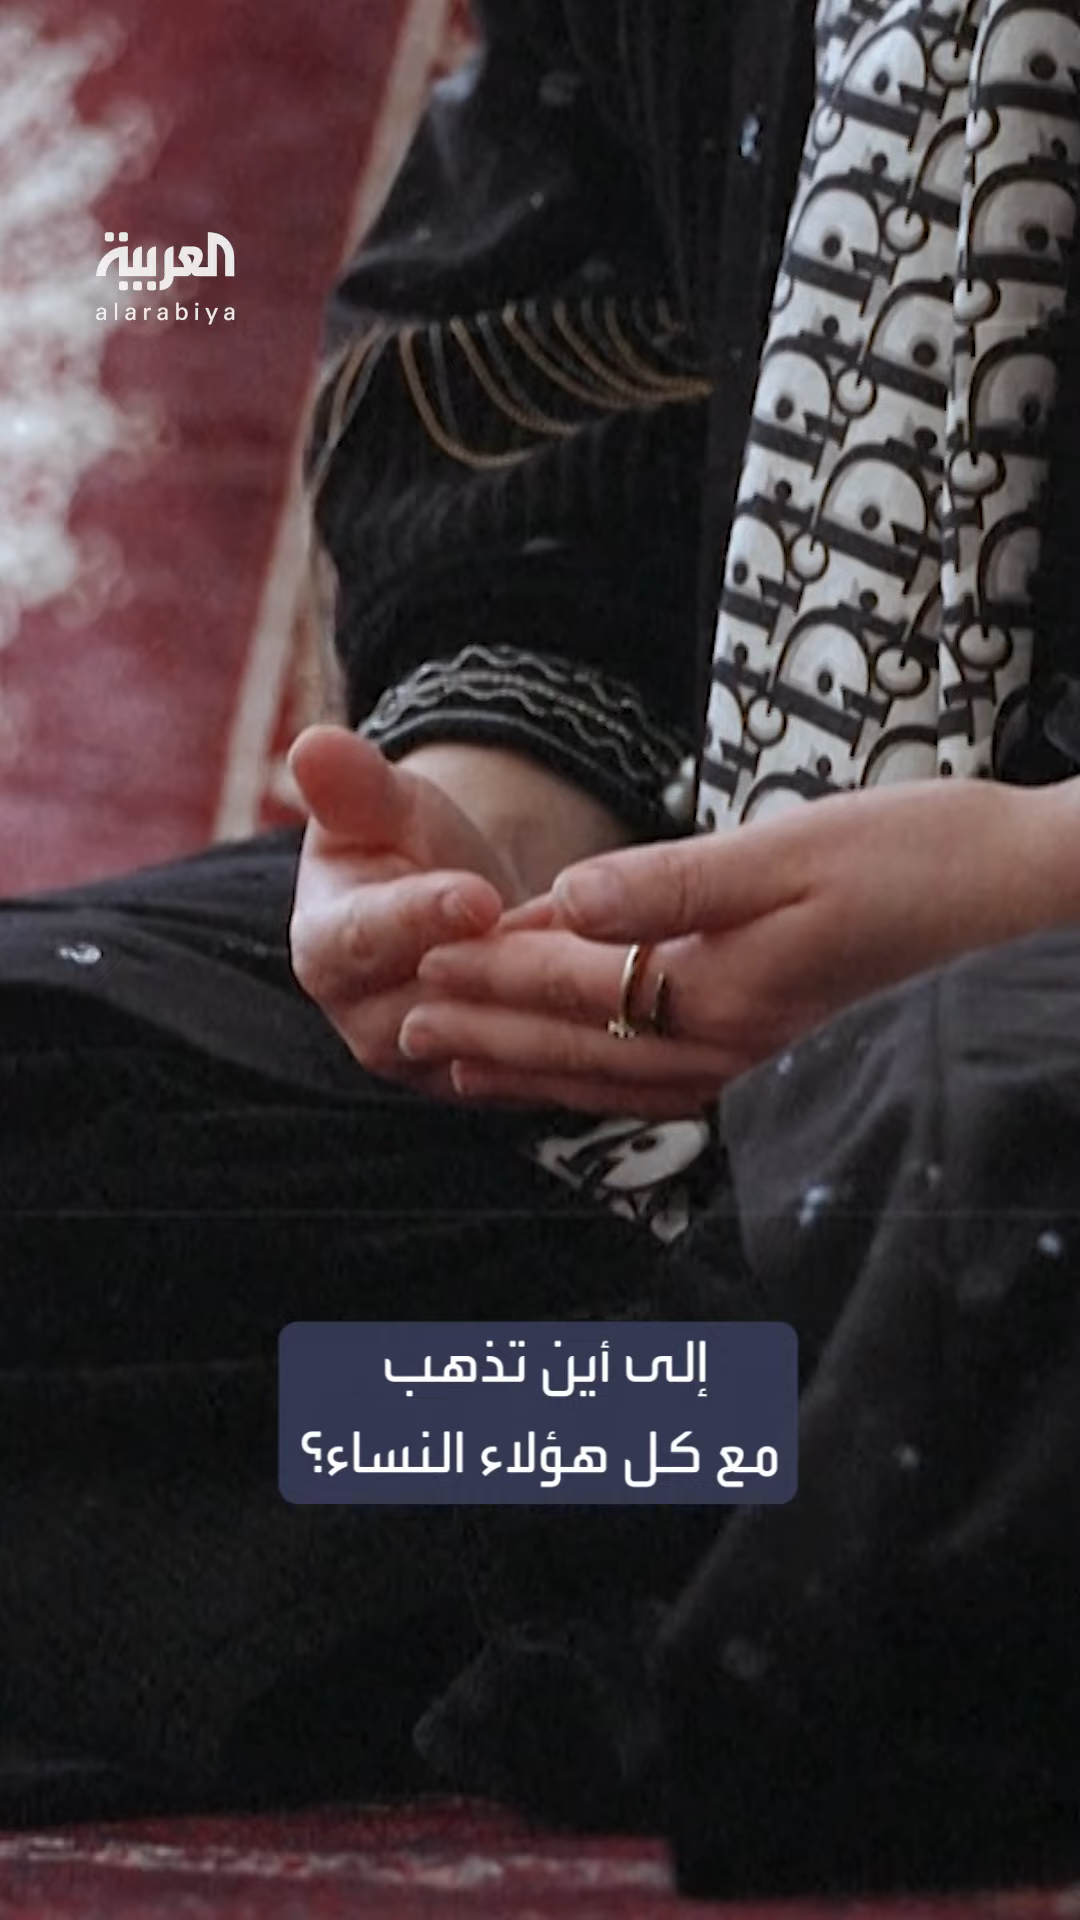 العربية
alarabiya
إلى أين تذهب
مع كل هؤلاء النساء؟